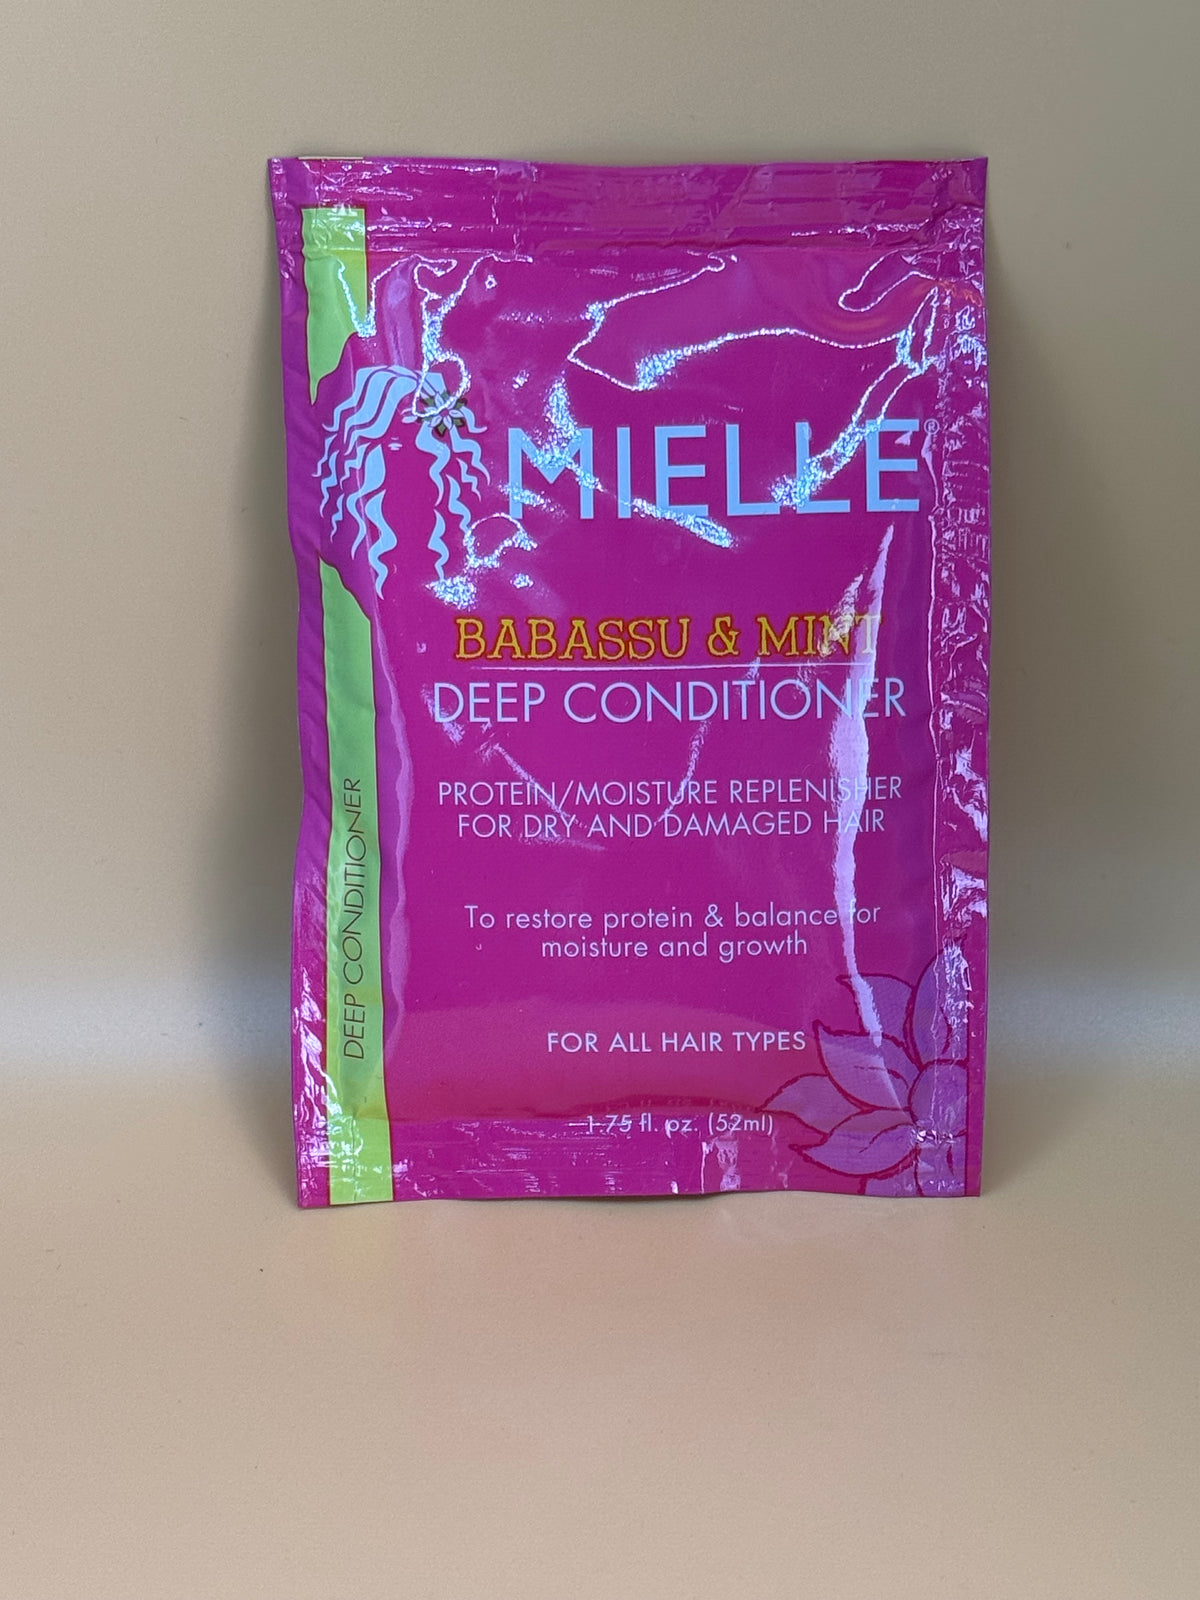 MIELLE®
BABASSU & MINT
DEEP CONDITIONER
PROTEIN/MOISTURE REPLENISHER
FOR DRY AND DAMAGED HAIR
To restore protein & balance for
moisture and growth
FOR ALL HAIR TYPES
1.75 fl. oz. (52ml)
DEEP CONDITIONER